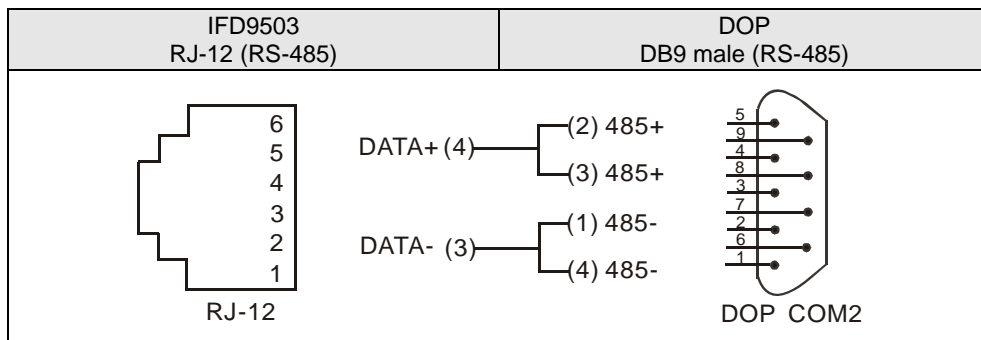 IFD9503
RJ-12 (RS-485)
DOP
DB9 male (RS-485)
6
5
4
3
2
1
RJ-12
DATA+ (4)
(2) 485+
(3) 485+
DATA- (3)
(1) 485-
(4) 485-
5
9
4
8
3
7
2
6
1
DOP COM2